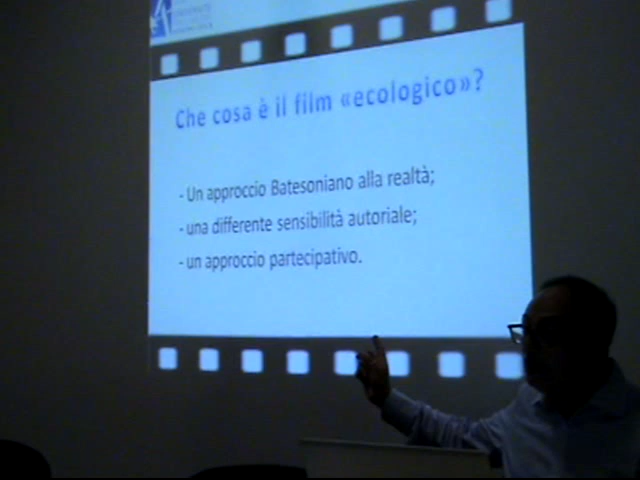 Che cosa è il film «ecologico»?
- Un approccio Batesoniano alla realtà;
- una differente sensibilità autoriale;
- un approccio partecipativo.